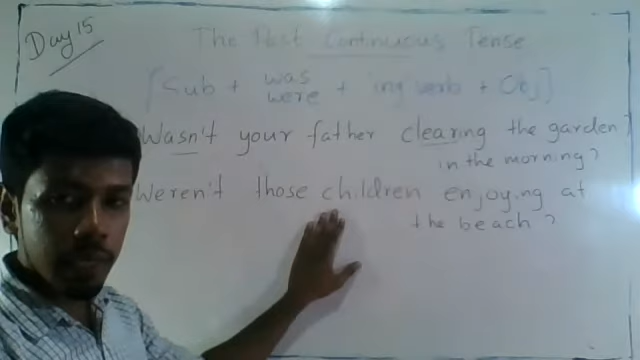 Day 15
The Past Continuous Tense
[Sub + was were + ing verb + Obj]
Wasn't your father clearing the garden
in the morning?
Weren't those children enjoying at
the beach?